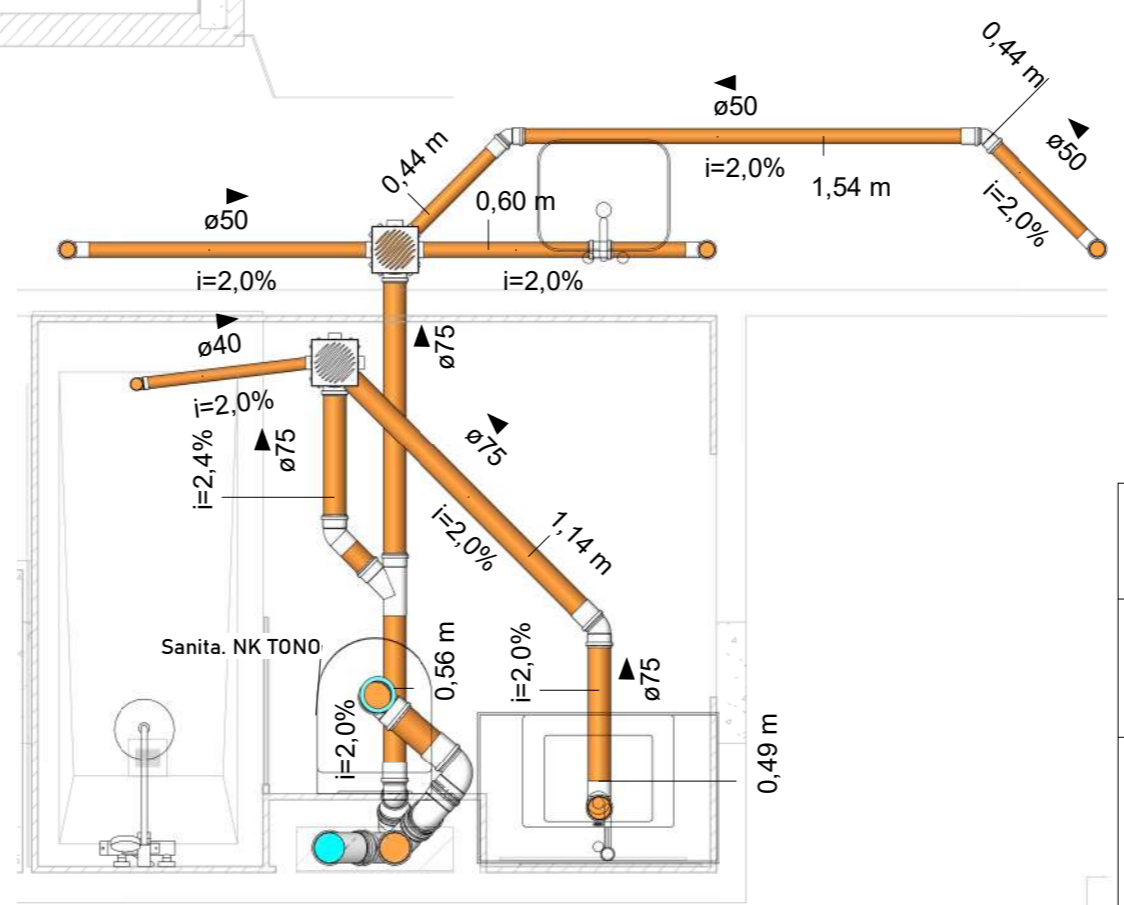 0,44 m
◄
ø50
i=2,0%
1,54 m
ø50
i=2,0%
0,44 m
0,60 m
i=2,0%
ø50
i=2,0%
ø75
ø40
i=2,0%
ø75
i=2,4%
ø75
i=2,0%
1,14 m
Sanita. NK TONO
0,56 m
i=2,0%
i=2,0%
ø75
0,49 m